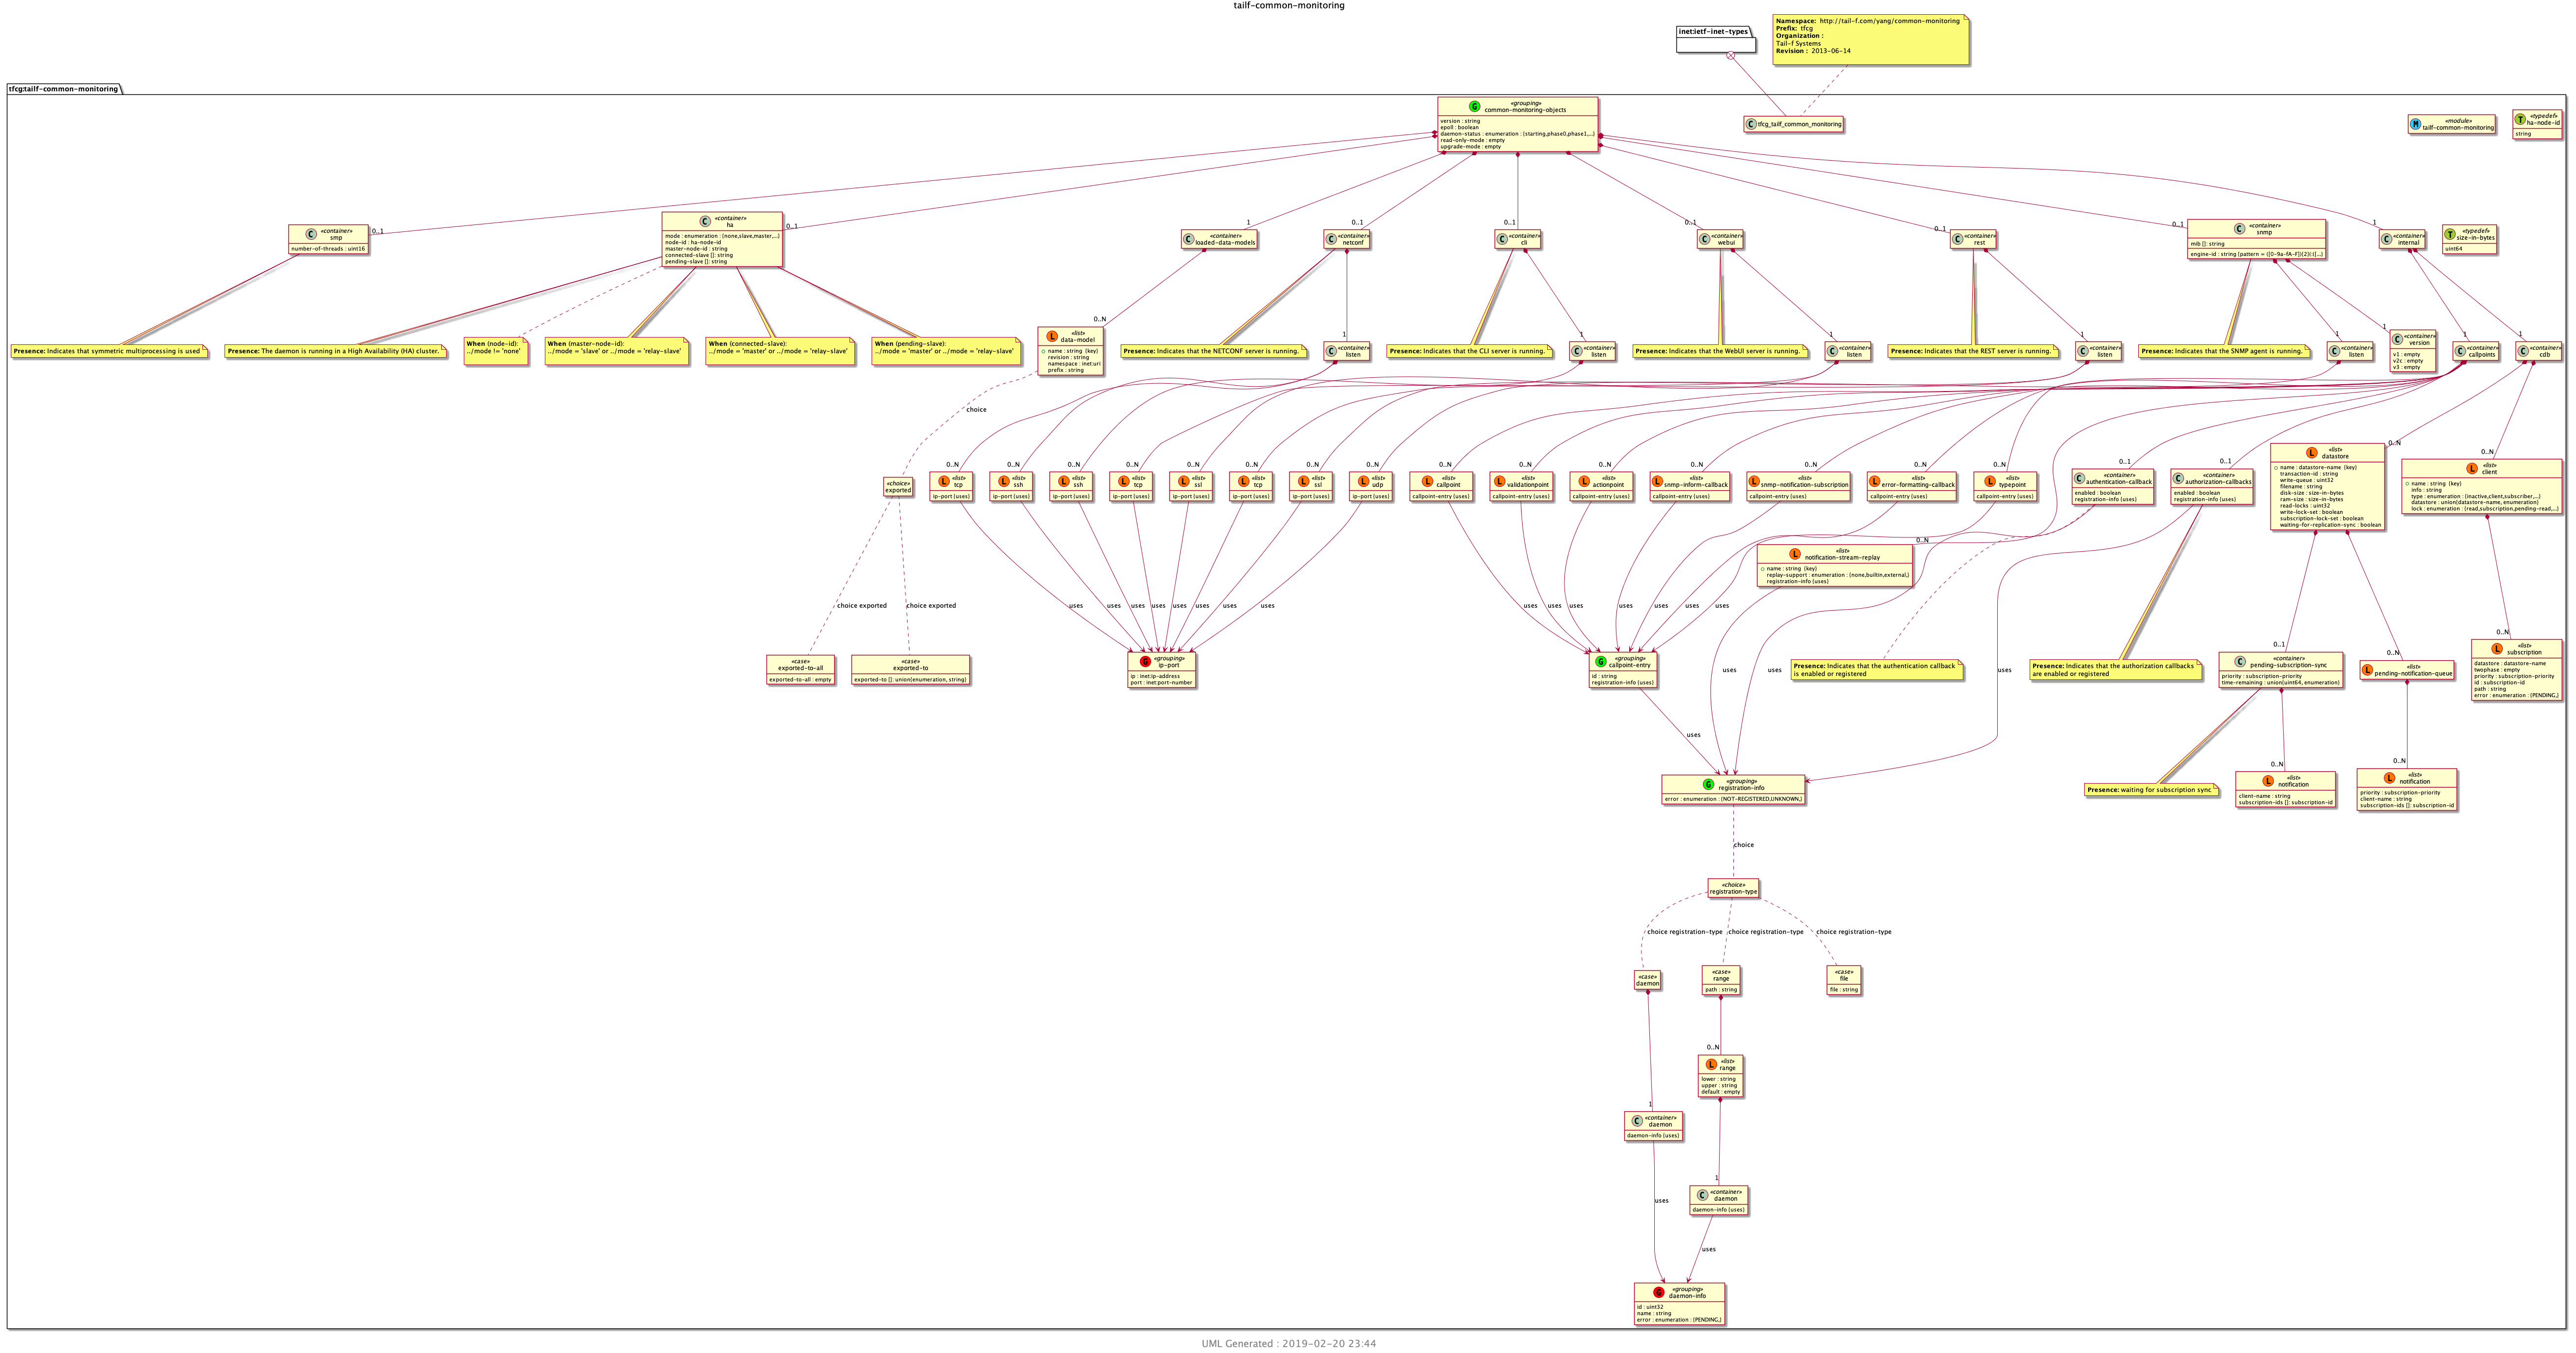 tailf-common-monitoring
Namespace: http://tail-f.com/yang/common-monitoring
Prefix: tfcg
Organization :
Tail-f Systems
Revision : 2013-06-14
inet:ietf-inet-types
tfcg:tailf-common-monitoring
«grouping»
common-monitoring-objects
version : string
epoll : boolean
daemon-status : enumeration : {starting,phase0,phase1,...}
read-only-mode : empty
upgrade-mode : empty
tfcg_tailf_common_monitoring
«module»
tailf-common-monitoring
«typedef»
ha-node-id
string
«container»
smp
number-of-threads : uint16
0..1
«container»
ha
mode : enumeration : {none,slave,master,...}
node-id : ha-node-id
master-node-id : string
connected-slave []: string
pending-slave []: string
0..1
1
«container»
loaded-data-models
0..1
«container»
netconf
0..1
«container»
cli
0..1
«container»
webui
0..1
«container»
rest
0..1
«container»
snmp
mib []: string
engine-id : string {pattern = ([0-9a-fA-F]){2}(:([...}
1
«container»
internal
«typedef»
size-in-bytes
uint64
Presence: Indicates that symmetric multiprocessing is used
Presence: The daemon is running in a High Availability (HA) cluster.
When (node-id):
../mode != 'none'
When (master-node-id):
../mode = 'slave' or ../mode = 'relay-slave'
When (connected-slave):
../mode = 'master' or ../mode = 'relay-slave'
When (pending-slave):
../mode = 'master' or ../mode = 'relay-slave'
0..N
«list»
data-model
name : string {key}
revision : string
namespace : inet:uri
prefix : string
Presence: Indicates that the NETCONF server is running.
1
«container»
listen
Presence: Indicates that the CLI server is running.
1
«container»
listen
Presence: Indicates that the WebUI server is running.
1
«container»
listen
Presence: Indicates that the REST server is running.
1
«container»
listen
Presence: Indicates that the SNMP agent is running.
1
«container»
listen
1
«container»
version
v1 : empty
v2c : empty
v3 : empty
1
«container»
callpoints
1
«container»
cdb
choice
«choice»
exported
0..N
«list»
tcp
ip-port {uses}
0..N
«list»
ssh
ip-port {uses}
0..N
«list»
ssh
ip-port {uses}
0..N
«list»
tcp
ip-port {uses}
0..N
«list»
ssl
ip-port {uses}
0..N
«list»
tcp
ip-port {uses}
0..N
«list»
ssl
ip-port {uses}
0..N
«list»
udp
ip-port {uses}
0..N
«list»
callpoint
callpoint-entry {uses}
0..N
«list»
validationpoint
callpoint-entry {uses}
0..N
«list»
actionpoint
callpoint-entry {uses}
0..N
«list»
snmp-inform-callback
callpoint-entry {uses}
0..N
«list»
snmp-notification-subscription
callpoint-entry {uses}
0..N
«list»
error-formatting-callback
callpoint-entry {uses}
0..N
«list»
typepoint
callpoint-entry {uses}
0..1
«container»
authentication-callback
enabled : boolean
registration-info {uses}
0..1
«container»
authorization-callbacks
enabled : boolean
registration-info {uses}
0..N
«list»
datastore
name : datastore-name {key}
transaction-id : string
write-queue : uint32
filename : string
disk-size : size-in-bytes
ram-size : size-in-bytes
read-locks : uint32
write-lock-set : boolean
subscription-lock-set : boolean
waiting-for-replication-sync : boolean
0..N
«list»
client
name : string {key}
info : string
type : enumeration : {inactive,client,subscriber,...}
datastore : union{datastore-name, enumeration}
lock : enumeration : {read,subscription,pending-read,...}
0..N
«list»
notification-stream-replay
name : string {key}
replay-support : enumeration : {none,builtin,external,}
registration-info {uses}
choice exported
choice exported
uses
uses
uses
uses
uses
uses
uses
uses
uses
uses
uses
uses
uses
uses
«case»
exported-to-all
exported-to-all : empty
«case»
exported-to
exported-to []: union{enumeration, string}
«grouping»
ip-port
ip : inet:ip-address
port : inet:port-number
«grouping»
callpoint-entry
id : string
registration-info {uses}
uses
uses
Presence: Indicates that the authentication callback
is enabled or registered
uses
Presence: Indicates that the authorization callbacks
are enabled or registered
0..1
«container»
pending-subscription-sync
priority : subscription-priority
time-remaining : union{uint64, enumeration}
0..N
«list»
pending-notification-queue
0..N
«list»
subscription
datastore : datastore-name
twophase : empty
priority : subscription-priority
id : subscription-id
path : string
error : enumeration : {PENDING,}
uses
«grouping»
registration-info
error : enumeration : {NOT-REGISTERED,UNKNOWN,}
Presence: waiting for subscription sync
0..N
«list»
notification
client-name : string
subscription-ids []: subscription-id
0..N
«list»
notification
priority : subscription-priority
client-name : string
subscription-ids []: subscription-id
choice
«choice»
registration-type
choice registration-type
choice registration-type
choice registration-type
«case»
daemon
«case»
range
path : string
«case»
file
file : string
0..N
«list»
range
lower : string
upper : string
default : empty
1
«container»
daemon
daemon-info {uses}
1
«container»
daemon
daemon-info {uses}
uses
uses
«grouping»
daemon-info
id : uint32
name : string
error : enumeration : {PENDING,}
UML Generated : 2019-02-20 23:44